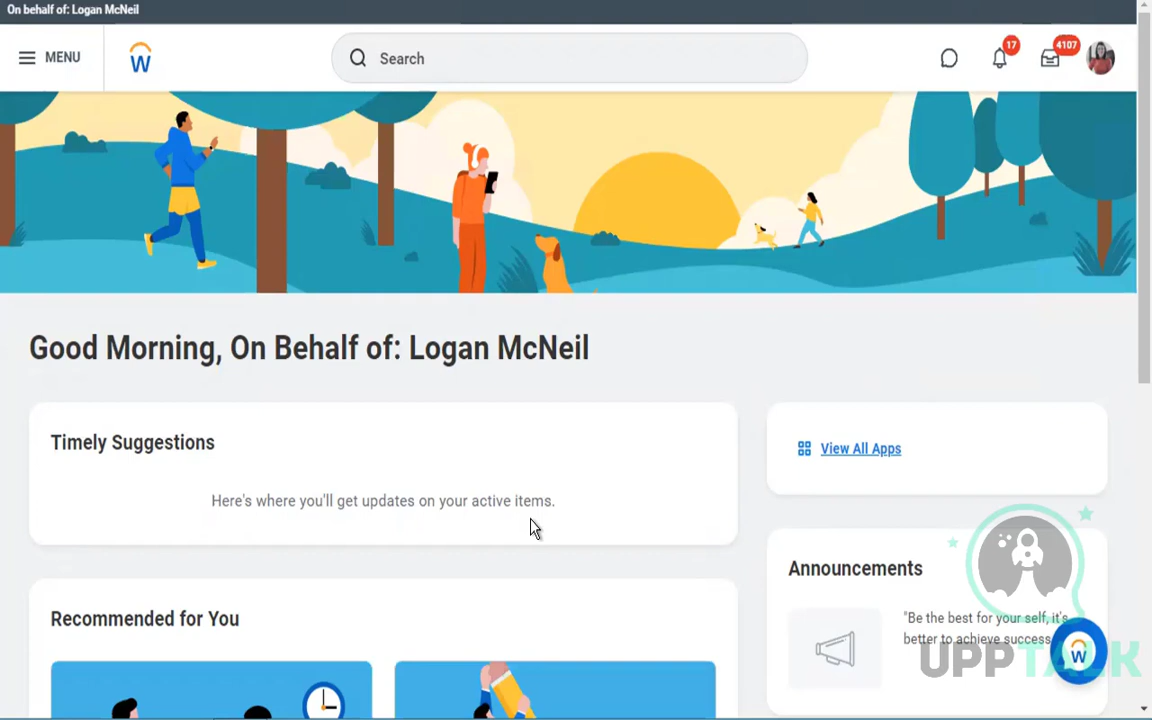 On behalf of: Logan McNeil
MENU
Search
17
4107
Good Morning, On Behalf of: Logan McNeil
Timely Suggestions
Here's where you'll get updates on your active items.
View All Apps
Announcements
"Be the best for your self, it's
better to achieve success
Recommended for You
UPPTALK